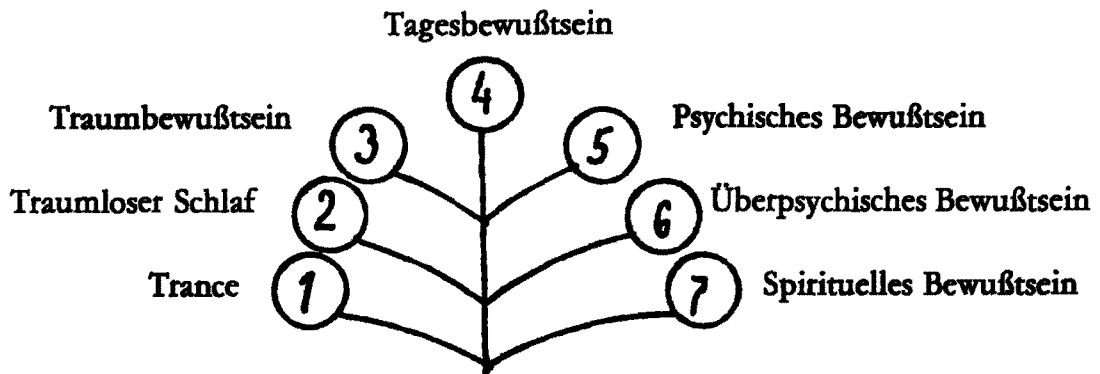 Tagesbewußtsein
4
Traumbewußtsein 3 5 Psychisches Bewußtsein
Traumloser Schlaf 2 6 Überpsychisches Bewußtsein
Trance 1 7 Spirituelles Bewußtsein